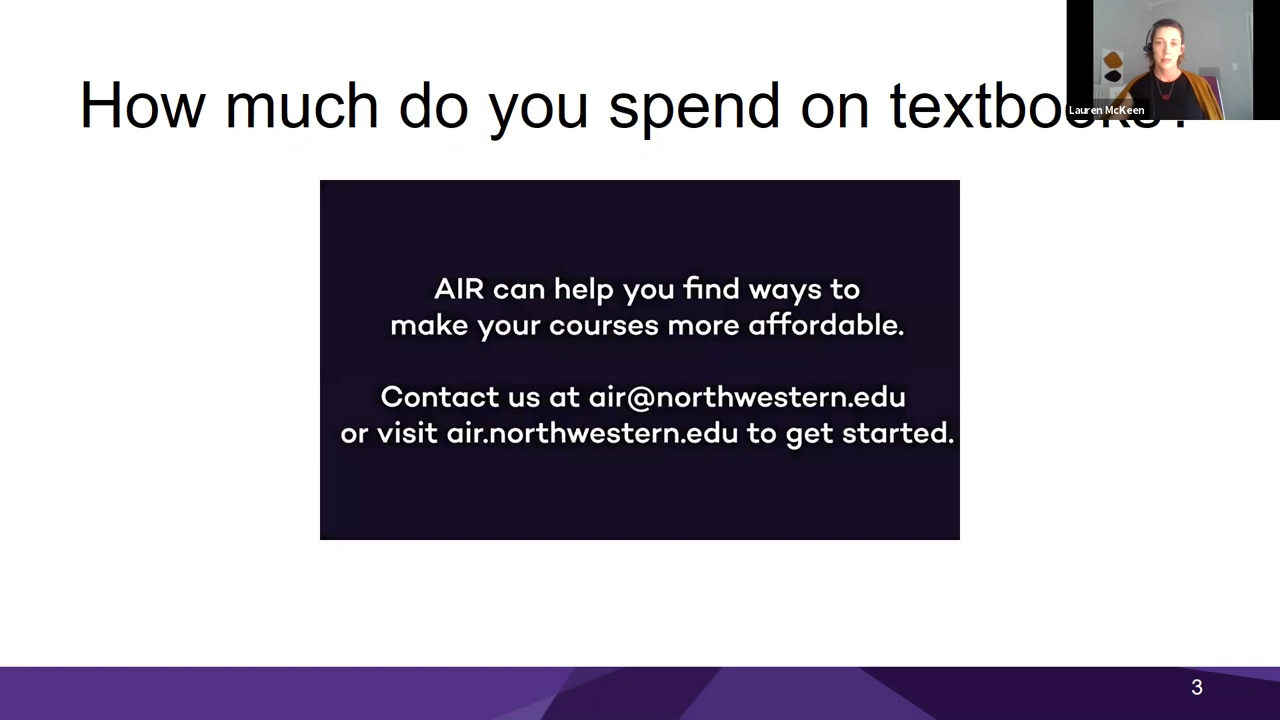 How much do you spend on textbooks?
Lauren McKeen
AIR can help you find ways to
make your courses more affordable.
Contact us at air@northwestern.edu
or visit air.northwestern.edu to get started.
3